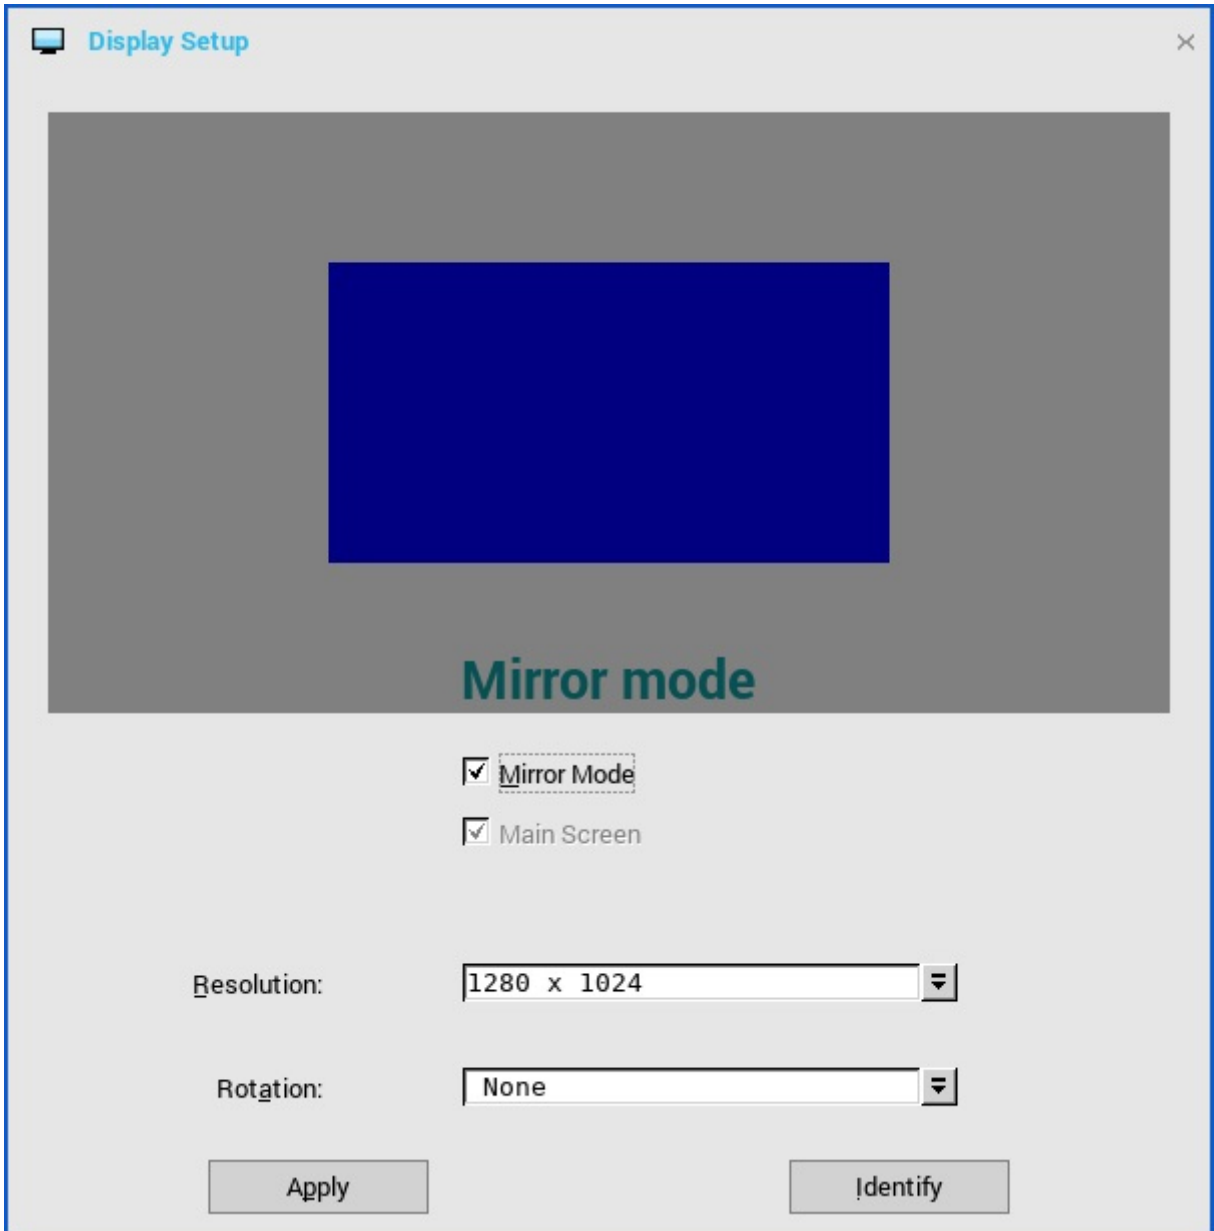 Display Setup
Mirror mode
Mirror Mode
Main Screen
Resolution: 1280 x 1024
Rotation: None
Apply Identify